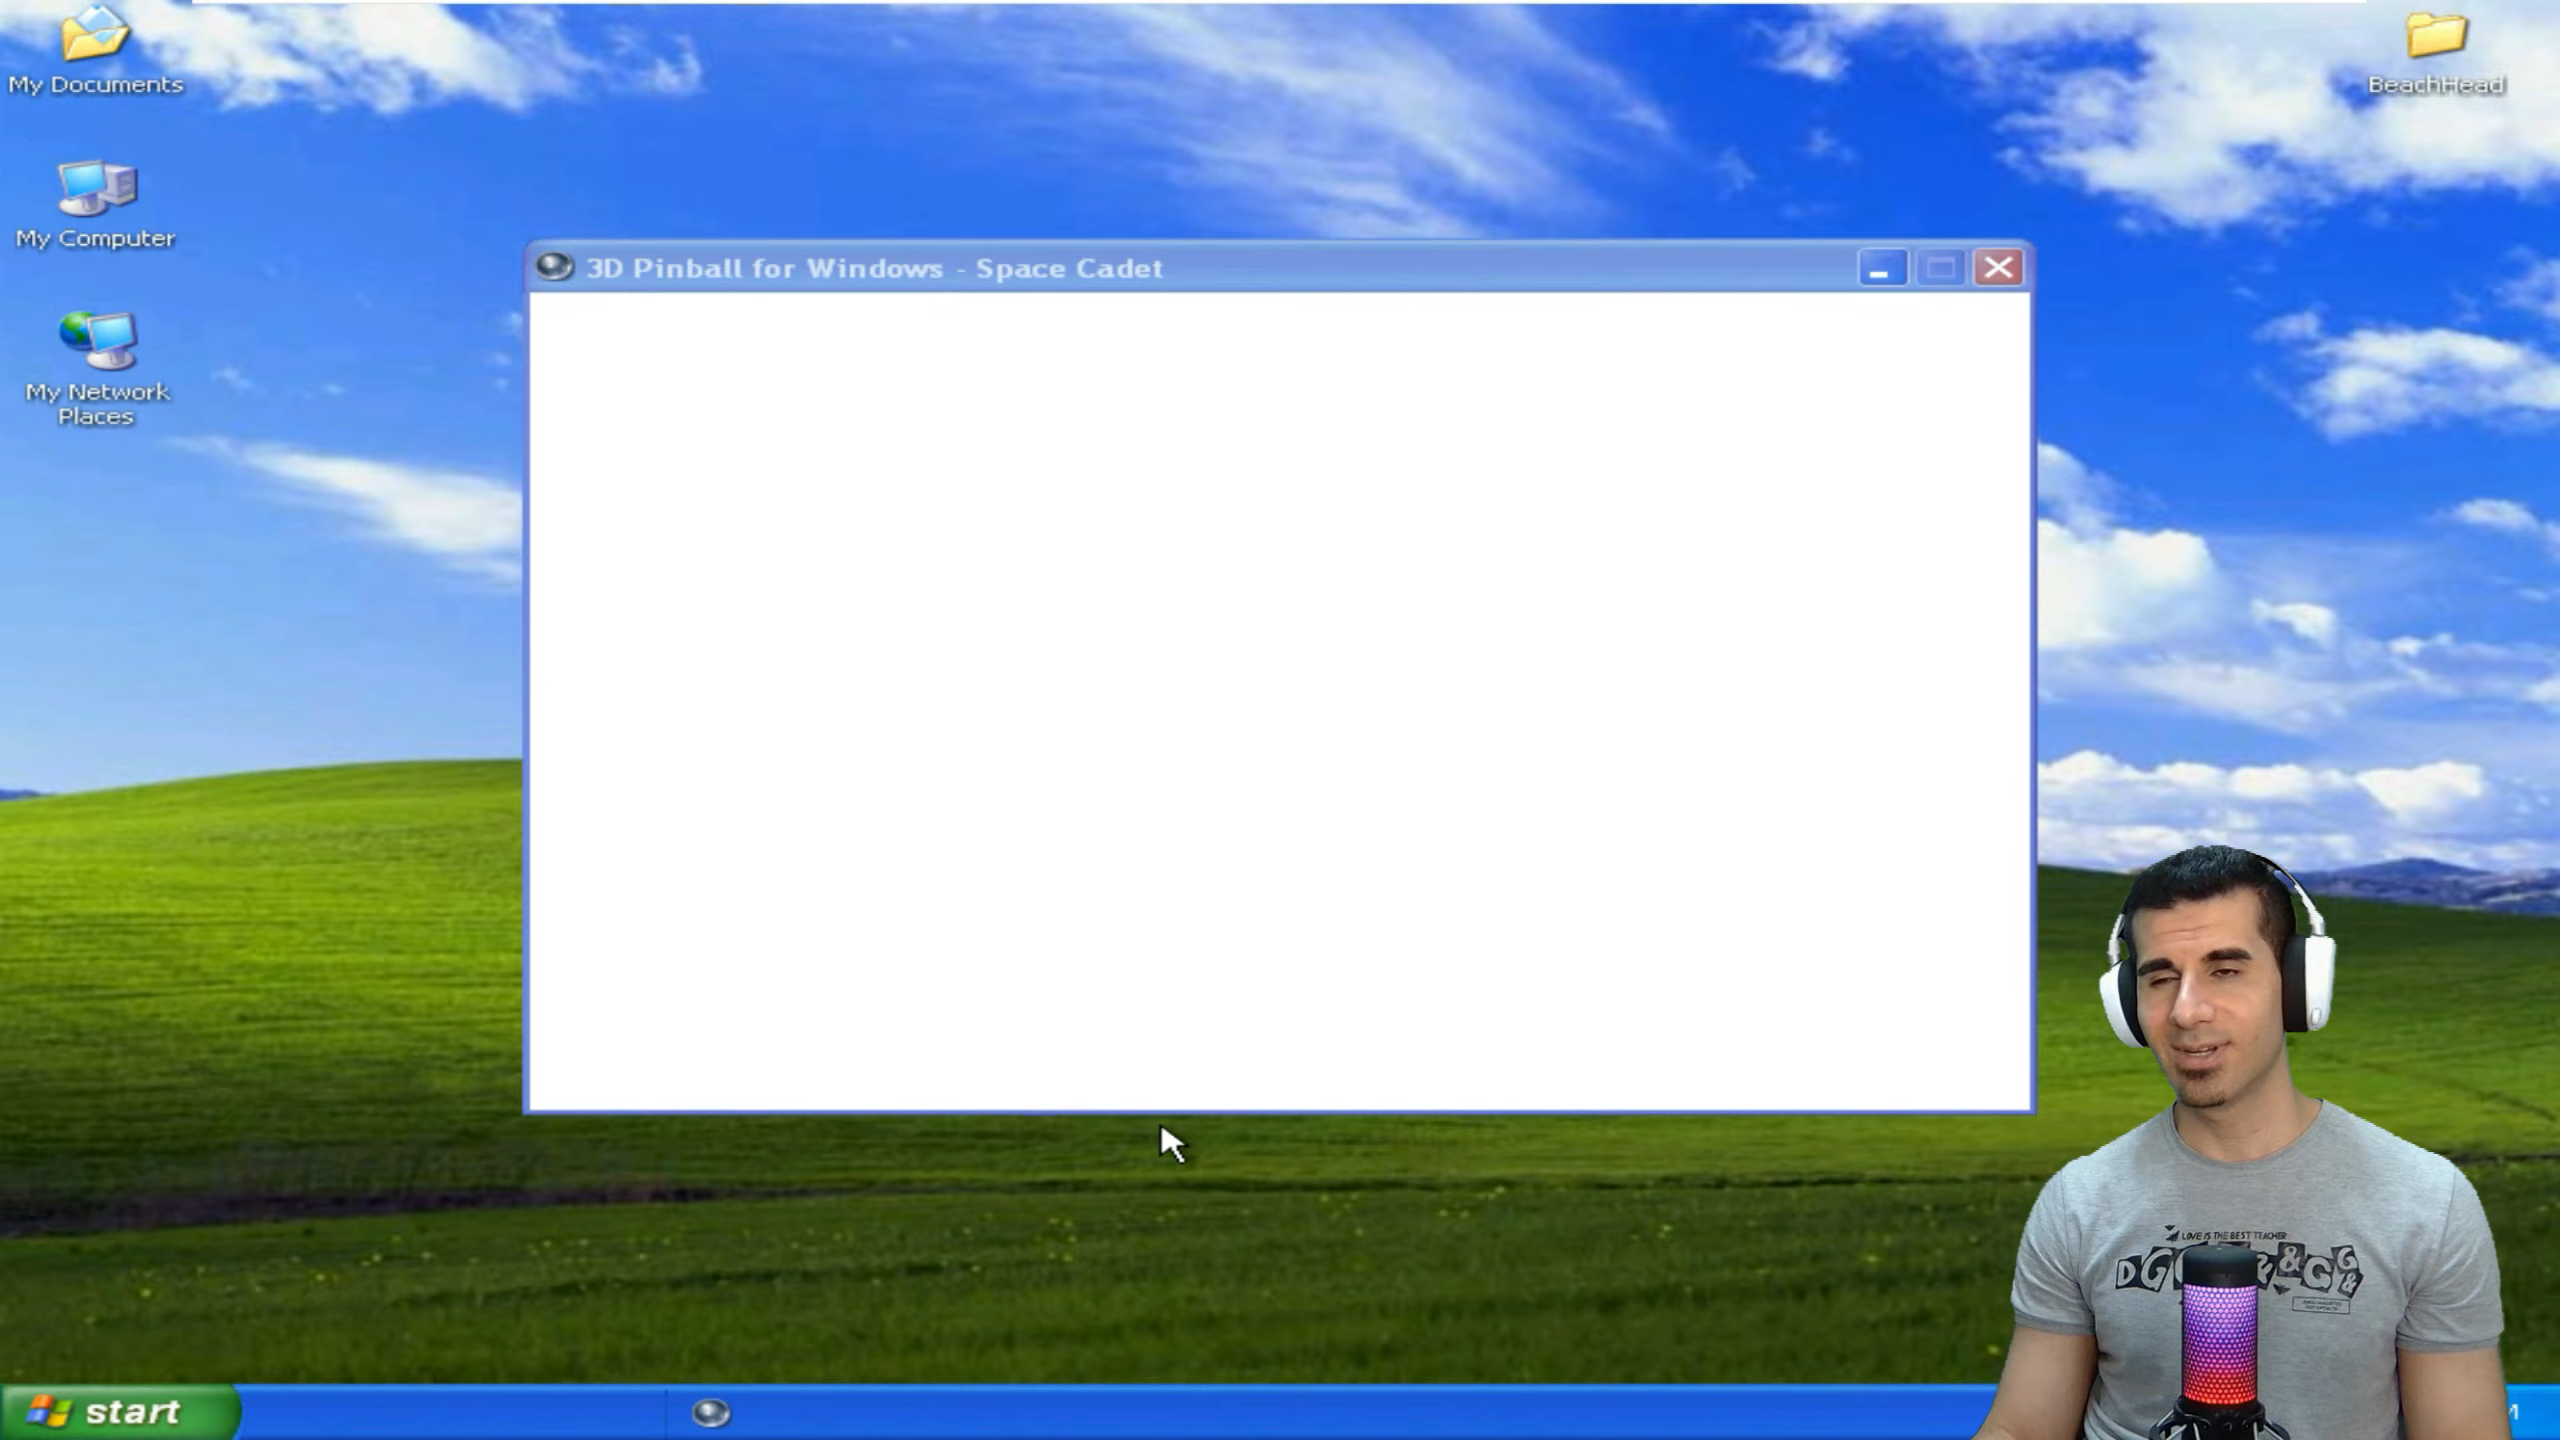 My Documents
BeachHead
My Computer
My Network
Places
3D Pinball for Windows - Space Cadet
LOVE IS THE BEST TEACHER
start